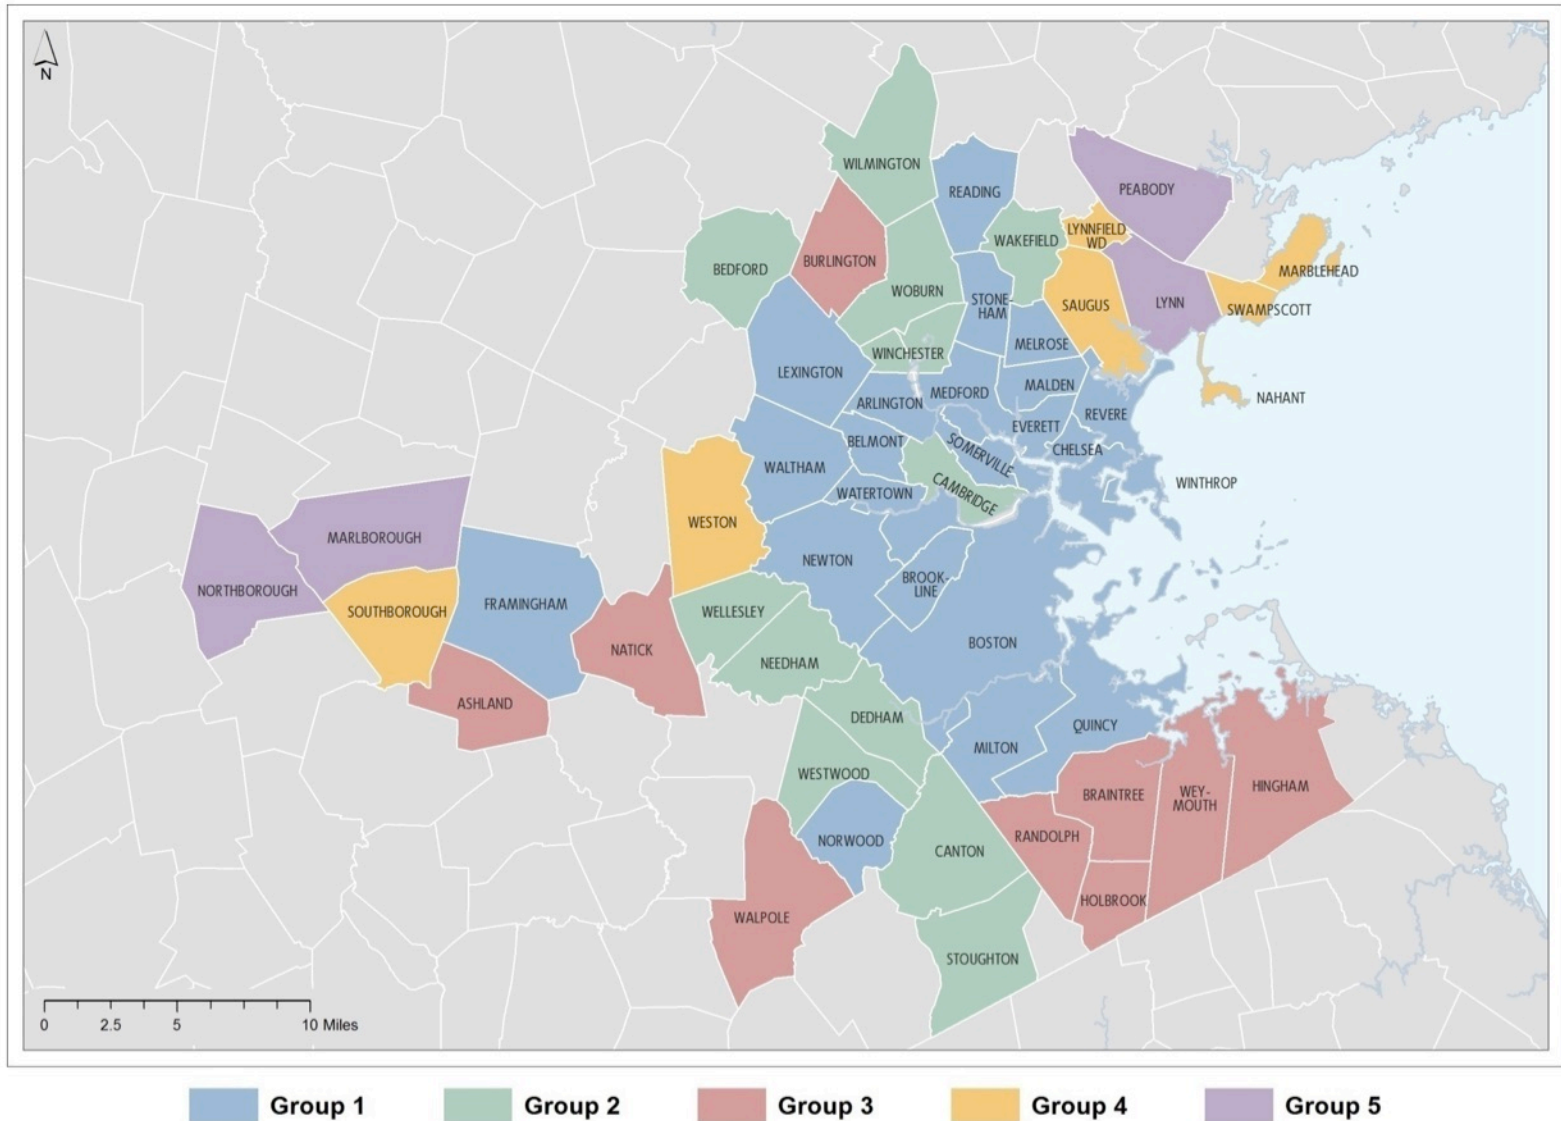 N
WILMINGTON
READING
PEABODY
LYNNFIELD
WD
WAKEFIELD
BURLINGTON
BEDFORD
MARBLEHEAD
WOBURN
STONE-
HAM
SAUGUS
LYNN
SWAMPSCOTT
MELROSE
WINCHESTER
LEXINGTON
MALDEN
MEDFORD
NAHANT
ARLINGTON
REVERE
EVERETT
BELMONT
SOMERVILLE
CHELSEA
WALTHAM
WINTHROP
WATERTOWN
CAMBRIDGE
WESTON
MARLBOROUGH
NEWTON
BROOK-
LINE
NORTHBOROUGH
FRAMINGHAM
SOUTHBOROUGH
WELLESLEY
BOSTON
NATICK
NEEDHAM
ASHLAND
DEDHAM
QUINCY
MILTON
WESTWOOD
HINGHAM
BRAINTREE
WEY-
MOUTH
RANDOLPH
NORWOOD
CANTON
HOLBROOK
WALPOLE
STOUGHTON
0 2.5 5 10 Miles
Group 1 Group 2 Group 3 Group 4 Group 5